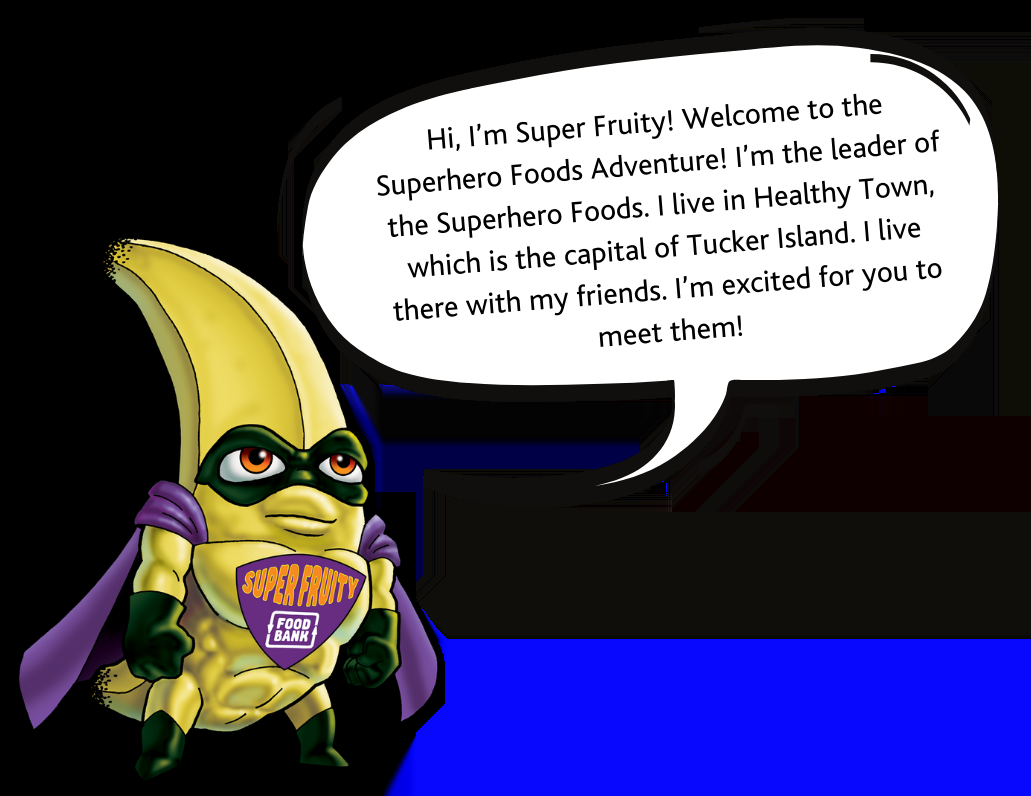 Hi, I'm Super Fruity! Welcome to the
Superhero Foods Adventure! I'm the leader of
the Superhero Foods. I live in Healthy Town,
which is the capital of Tucker Island. I live
there with my friends. I'm excited for you to
meet them!
SUPER FRUITY
FOOD
BANK